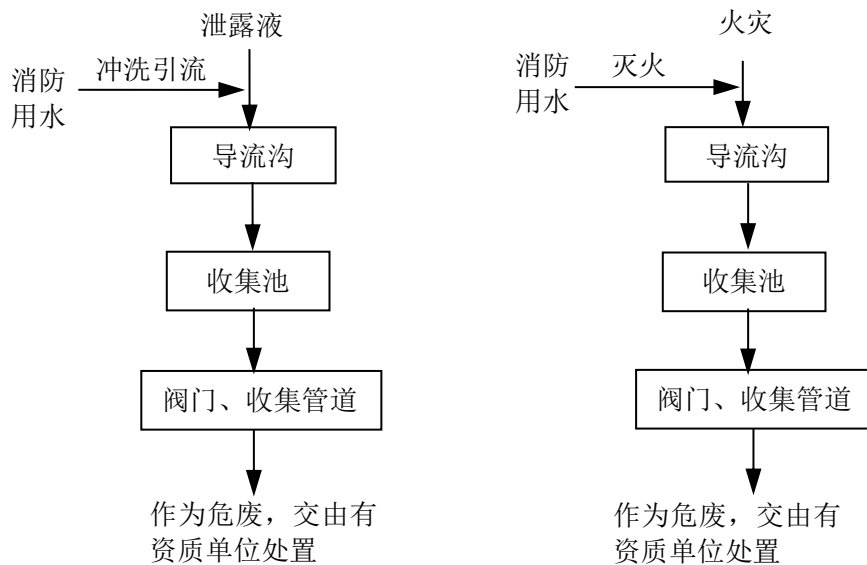 泄露液
冲洗引流
消防
用水
导流沟
收集池
阀门、收集管道
作为危废，交由有
资质单位处置
火灾
灭火
消防
用水
导流沟
收集池
阀门、收集管道
作为危废，交由有
资质单位处置